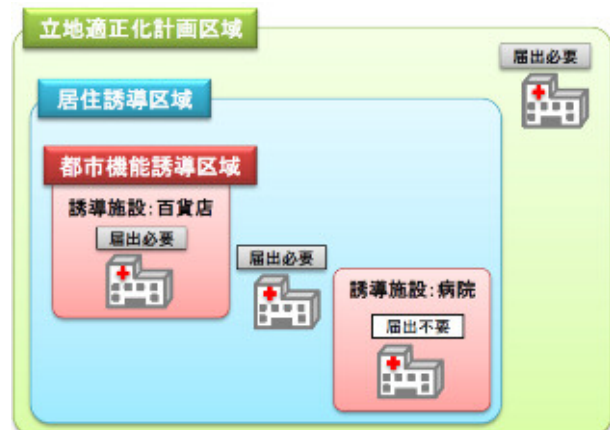 立地適正化計画区域
届出必要
居住誘導区域
都市機能誘導区域
誘導施設:百貨店
届出必要
届出必要
誘導施設:病院
届出不要